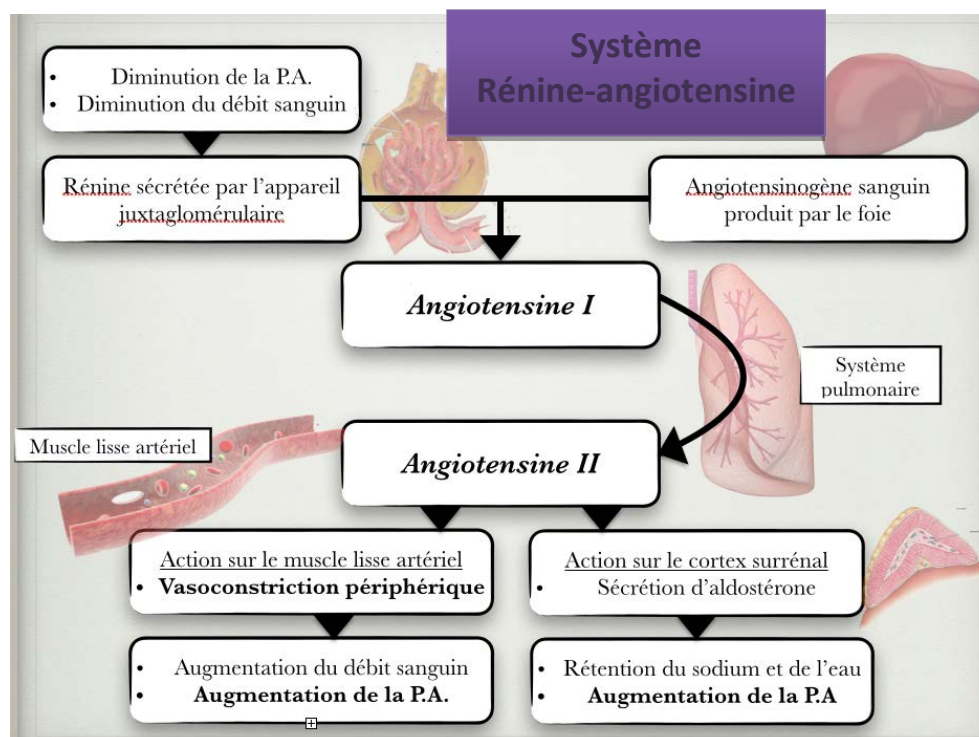 Système
Rénine-angiotensine
• Diminution de la P.A.
• Diminution du débit sanguin
Rénine sécrétée par l'appareil
juxtaglomérulaire
Angiotensinogène sanguin
produit par le foie
Angiotensine I
Système
pulmonaire
Muscle lisse artériel
Angiotensine II
Action sur le muscle lisse artériel
• Vasoconstriction périphérique
Action sur le cortex surrénal
• Sécrétion d'aldostérone
• Augmentation du débit sanguin
• Augmentation de la P.A.
• Rétention du sodium et de l'eau
• Augmentation de la P.A